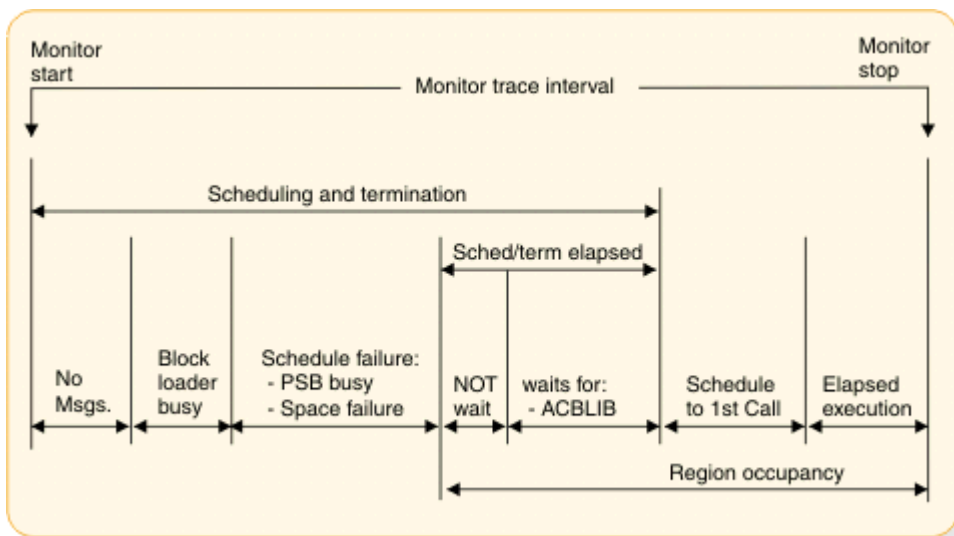 Monitor
start
Monitor
stop
Monitor trace interval
Scheduling and termination
Sched/term elapsed
No
Msgs.
Block
loader
busy
Schedule failure:
- PSB busy
- Space failure
NOT
wait
waits for:
- ACBLIB
Schedule
to 1st Call
Elapsed
execution
Region occupancy